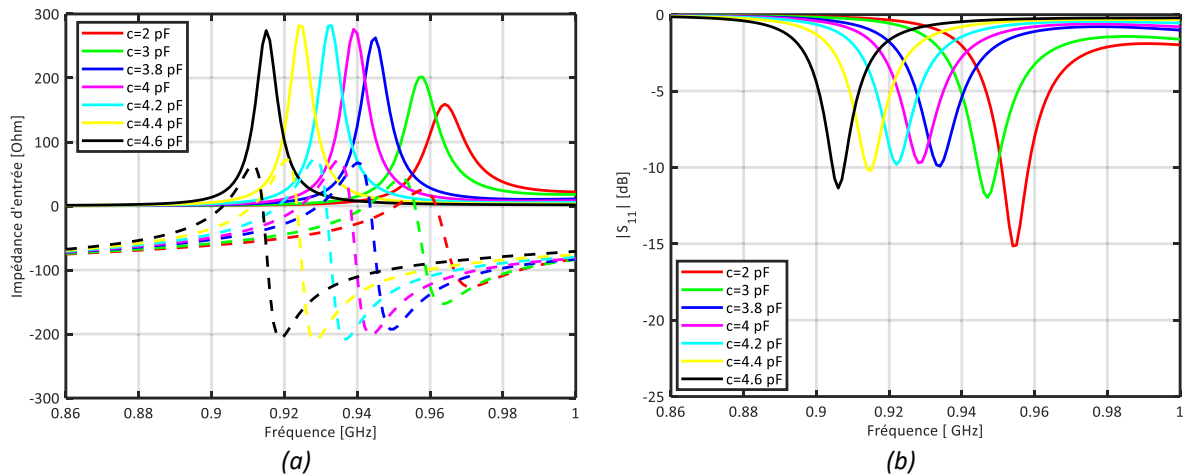 300
200
100
0
-100
-200
-300
Impédance d'entrée [Ohm]
c=2 pF
c=3 pF
c=3.8 pF
c=4 pF
c=4.2 pF
c=4.4 pF
c=4.6 pF
0.86 0.88 0.9 0.92 0.94 0.96 0.98 1
Fréquence [GHz]
(a)
0
-5
-10
-15
-20
-25
|S_11| [dB]
c=2 pF
c=3 pF
c=3.8 pF
c=4 pF
c=4.2 pF
c=4.4 pF
c=4.6 pF
0.86 0.88 0.9 0.92 0.94 0.96 0.98 1
Fréquence [ GHz]
(b)